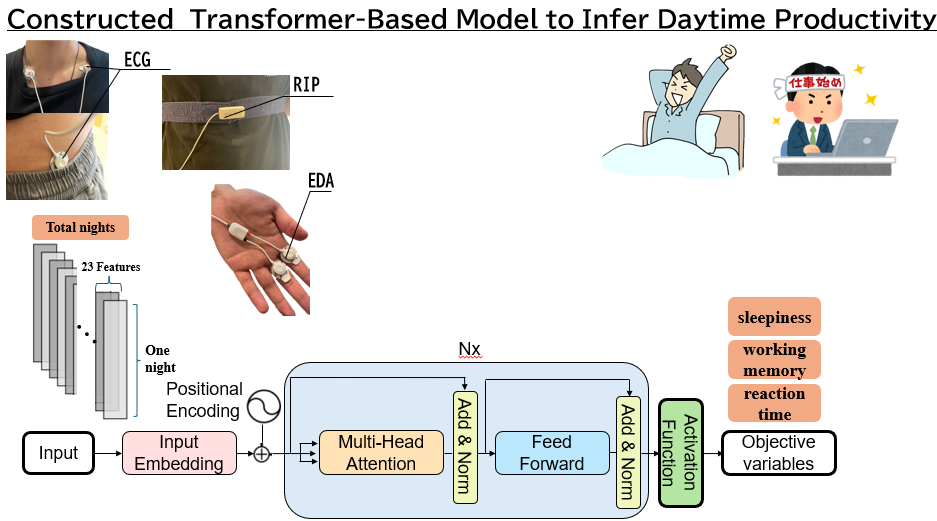 Constructed Transformer-Based Model to Infer Daytime Productivity
ECG
RIP
仕事始め
EDA
Total nights
23 Features
One
night
sleepiness
working
memory
reaction
time
Nx
Positional
Encoding
Input
Input
Embedding
Multi-Head
Attention
Add & Norm
Feed
Forward
Add & Norm
Activation
Function
Objective
variables